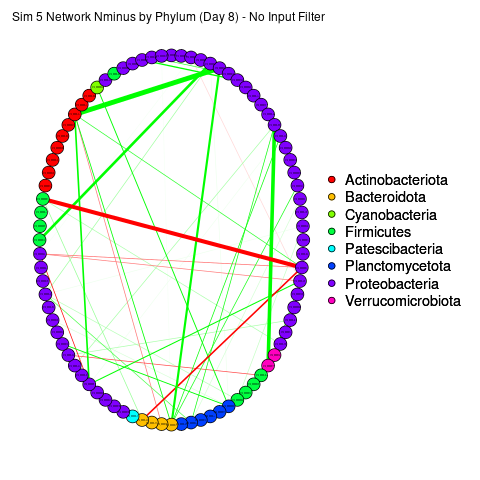 Sim 5 Network Nminus by Phylum (Day 8) - No Input Filter
Actinobacteriota
Bacteroidota
Cyanobacteria
Firmicutes
Patescibacteria
Planctomycetota
Proteobacteria
Verrucomicrobiota